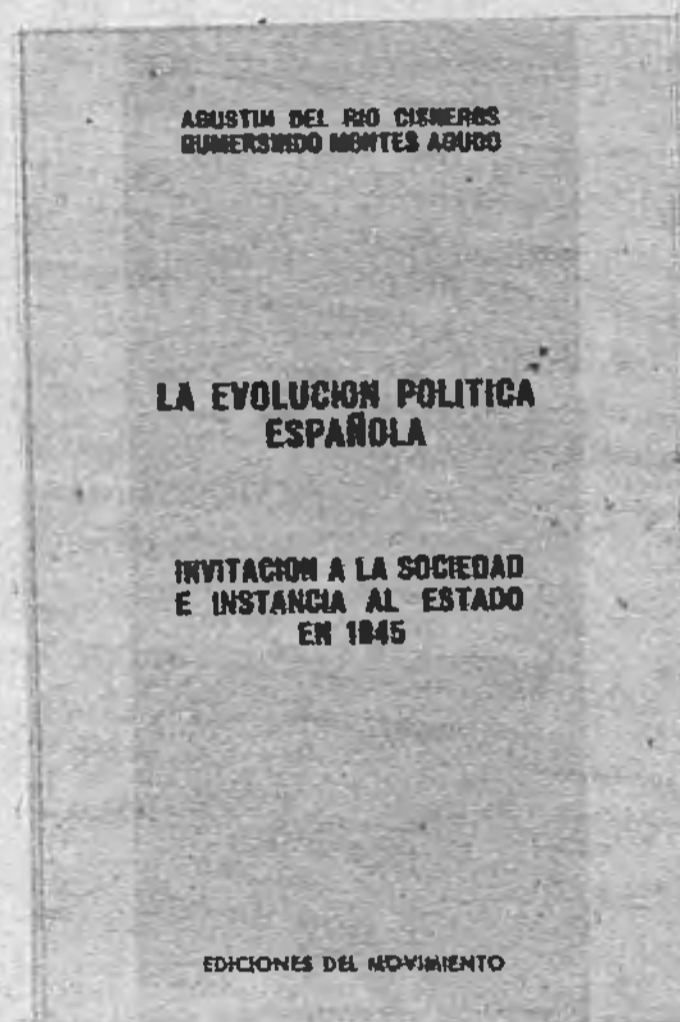 AGUSTIN DEL RIO CISNEROS
GUMERSINDO MONTES AGUDO
LA EVOLUCION POLITICA
ESPAÑOLA
INVITACION A LA SOCIEDAD
E INSTANCIA AL ESTADO
EN 1945
EDICIONES DEL MOVIMIENTO